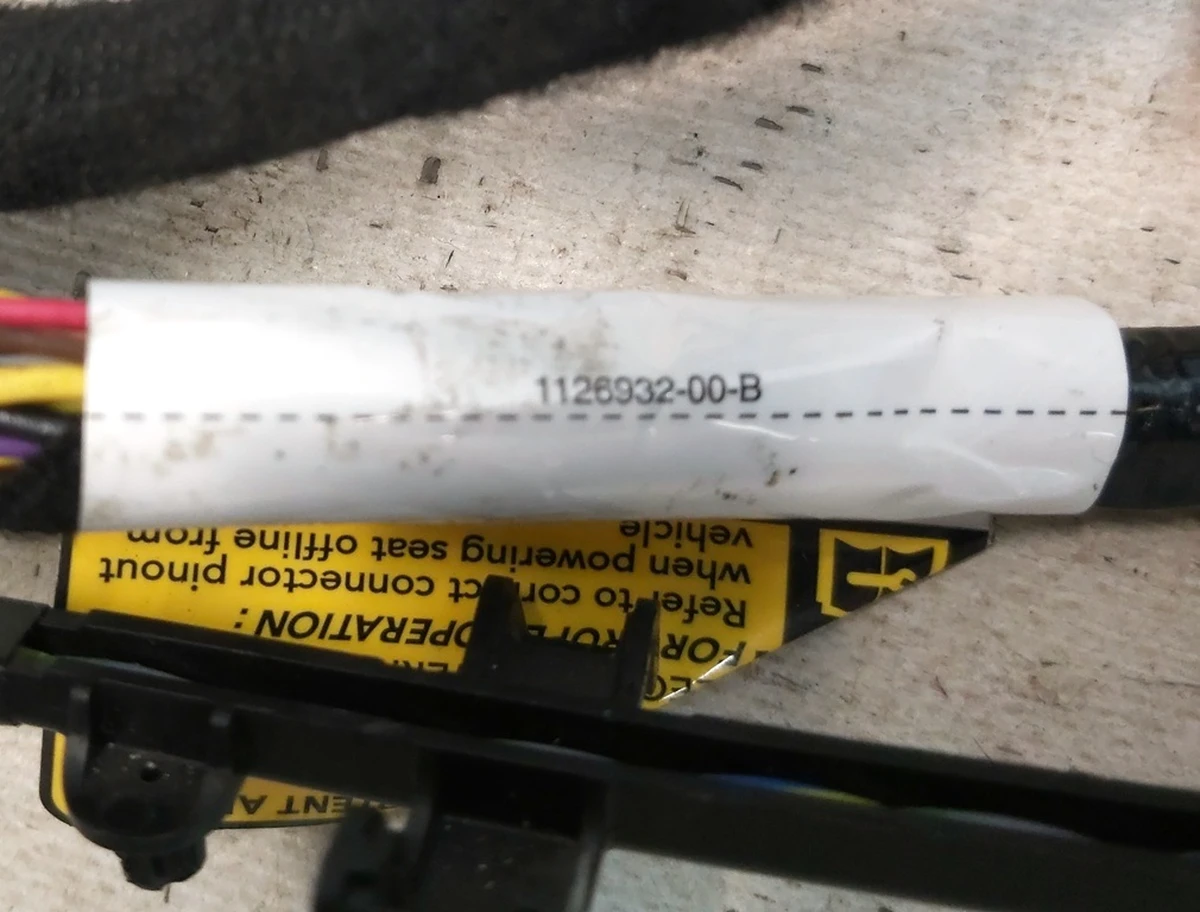 1126932-00-B
FOR
OPERATION :
Refer to correct connector pinout
when powering seat offline from
vehicle